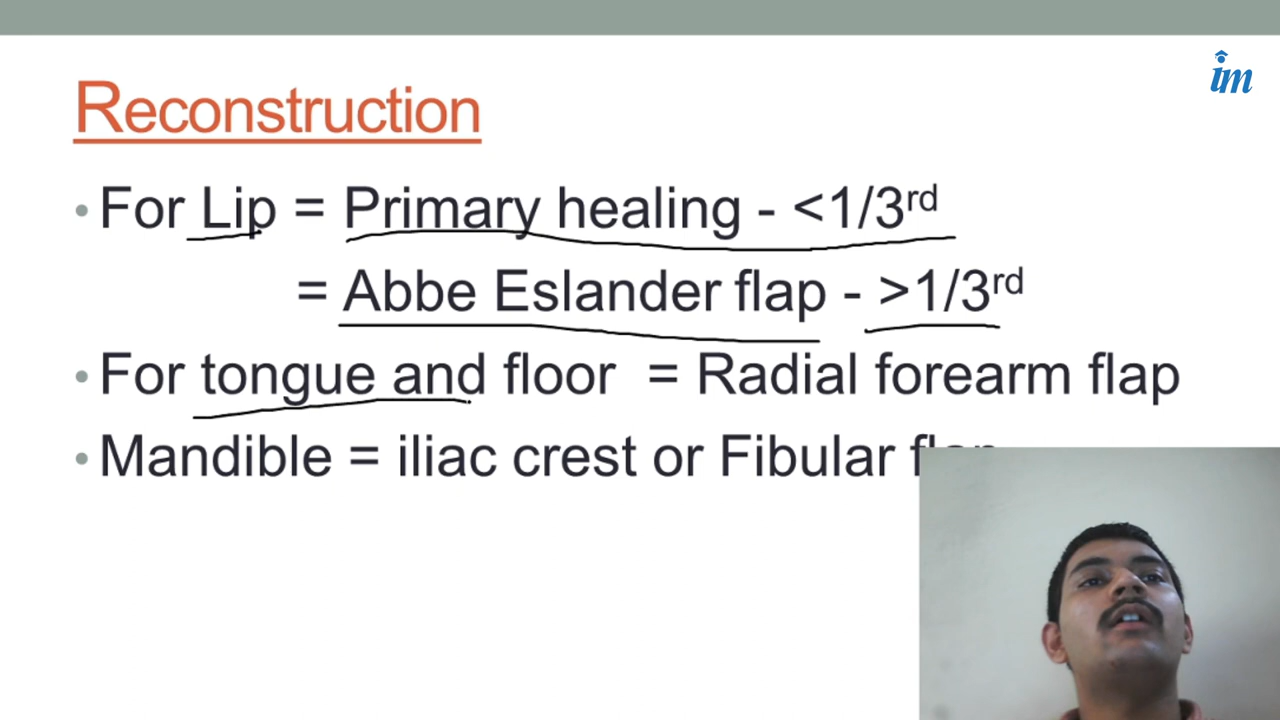 Reconstruction
• For Lip = Primary healing - <1/3rd
= Abbe Eslander flap - >1/3rd
• For tongue and floor = Radial forearm flap
• Mandible = iliac crest or Fibular flap
im